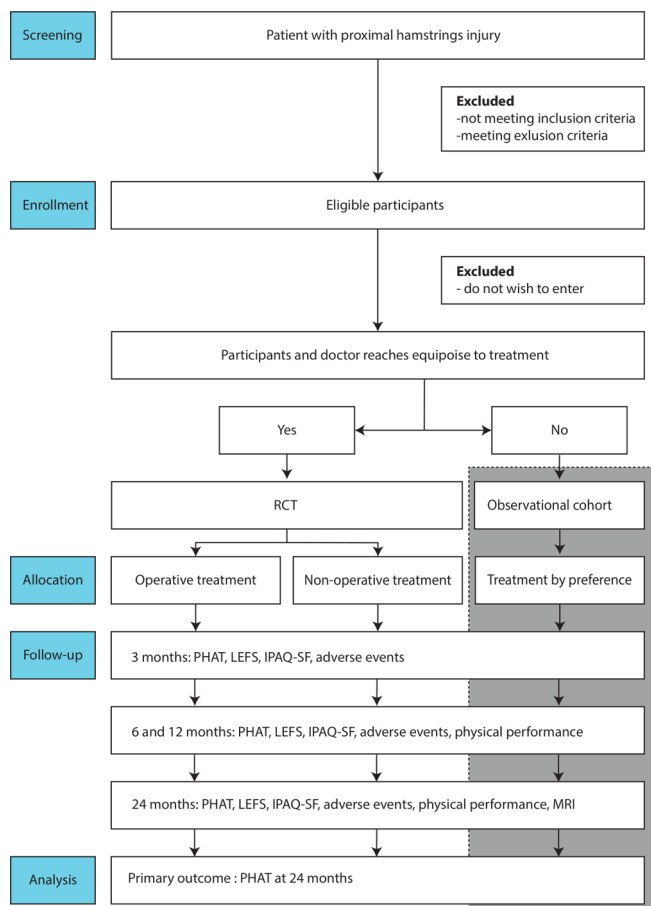 Screening
Patient with proximal hamstrings injury
Excluded
-not meeting inclusion criteria
-meeting exlusion criteria
Enrollment
Eligible participants
Excluded
- do not wish to enter
Participants and doctor reaches equipoise to treatment
Yes
No
RCT
Observational cohort
Allocation
Operative treatment
Non-operative treatment
Treatment by preference
Follow-up
3 months: PHAT, LEFS, IPAQ-SF, adverse events
6 and 12 months: PHAT, LEFS, IPAQ-SF, adverse events, physical performance
24 months: PHAT, LEFS, IPAQ-SF, adverse events, physical performance, MRI
Analysis
Primary outcome : PHAT at 24 months